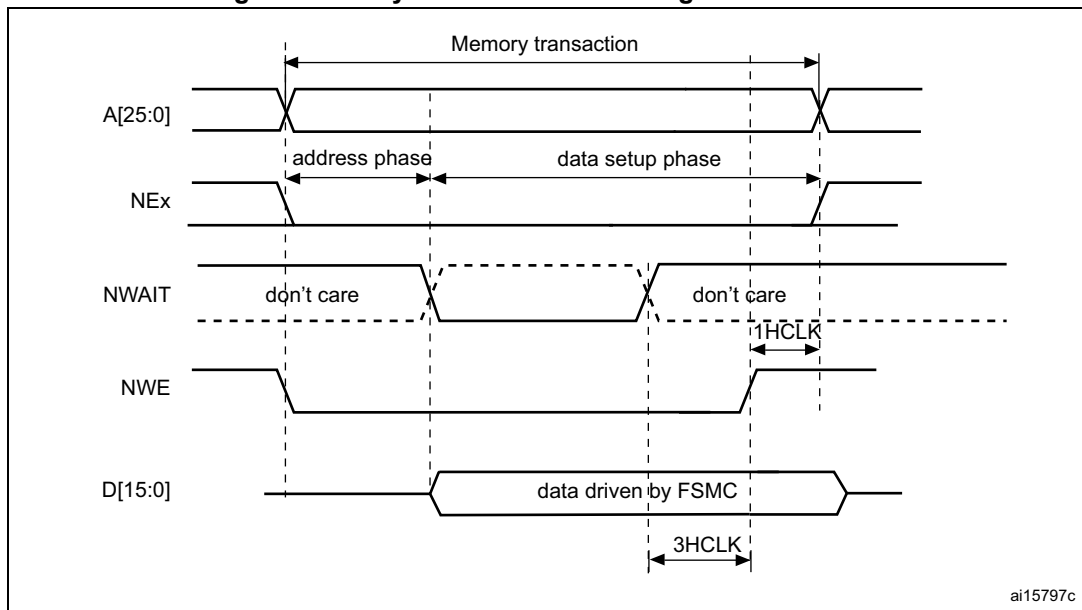 Memory transaction
A[25:0]
address phase
data setup phase
NEx
NWAIT
don't care
don't care
1HCLK
NWE
D[15:0]
data driven by FSMC
3HCLK
ai15797c